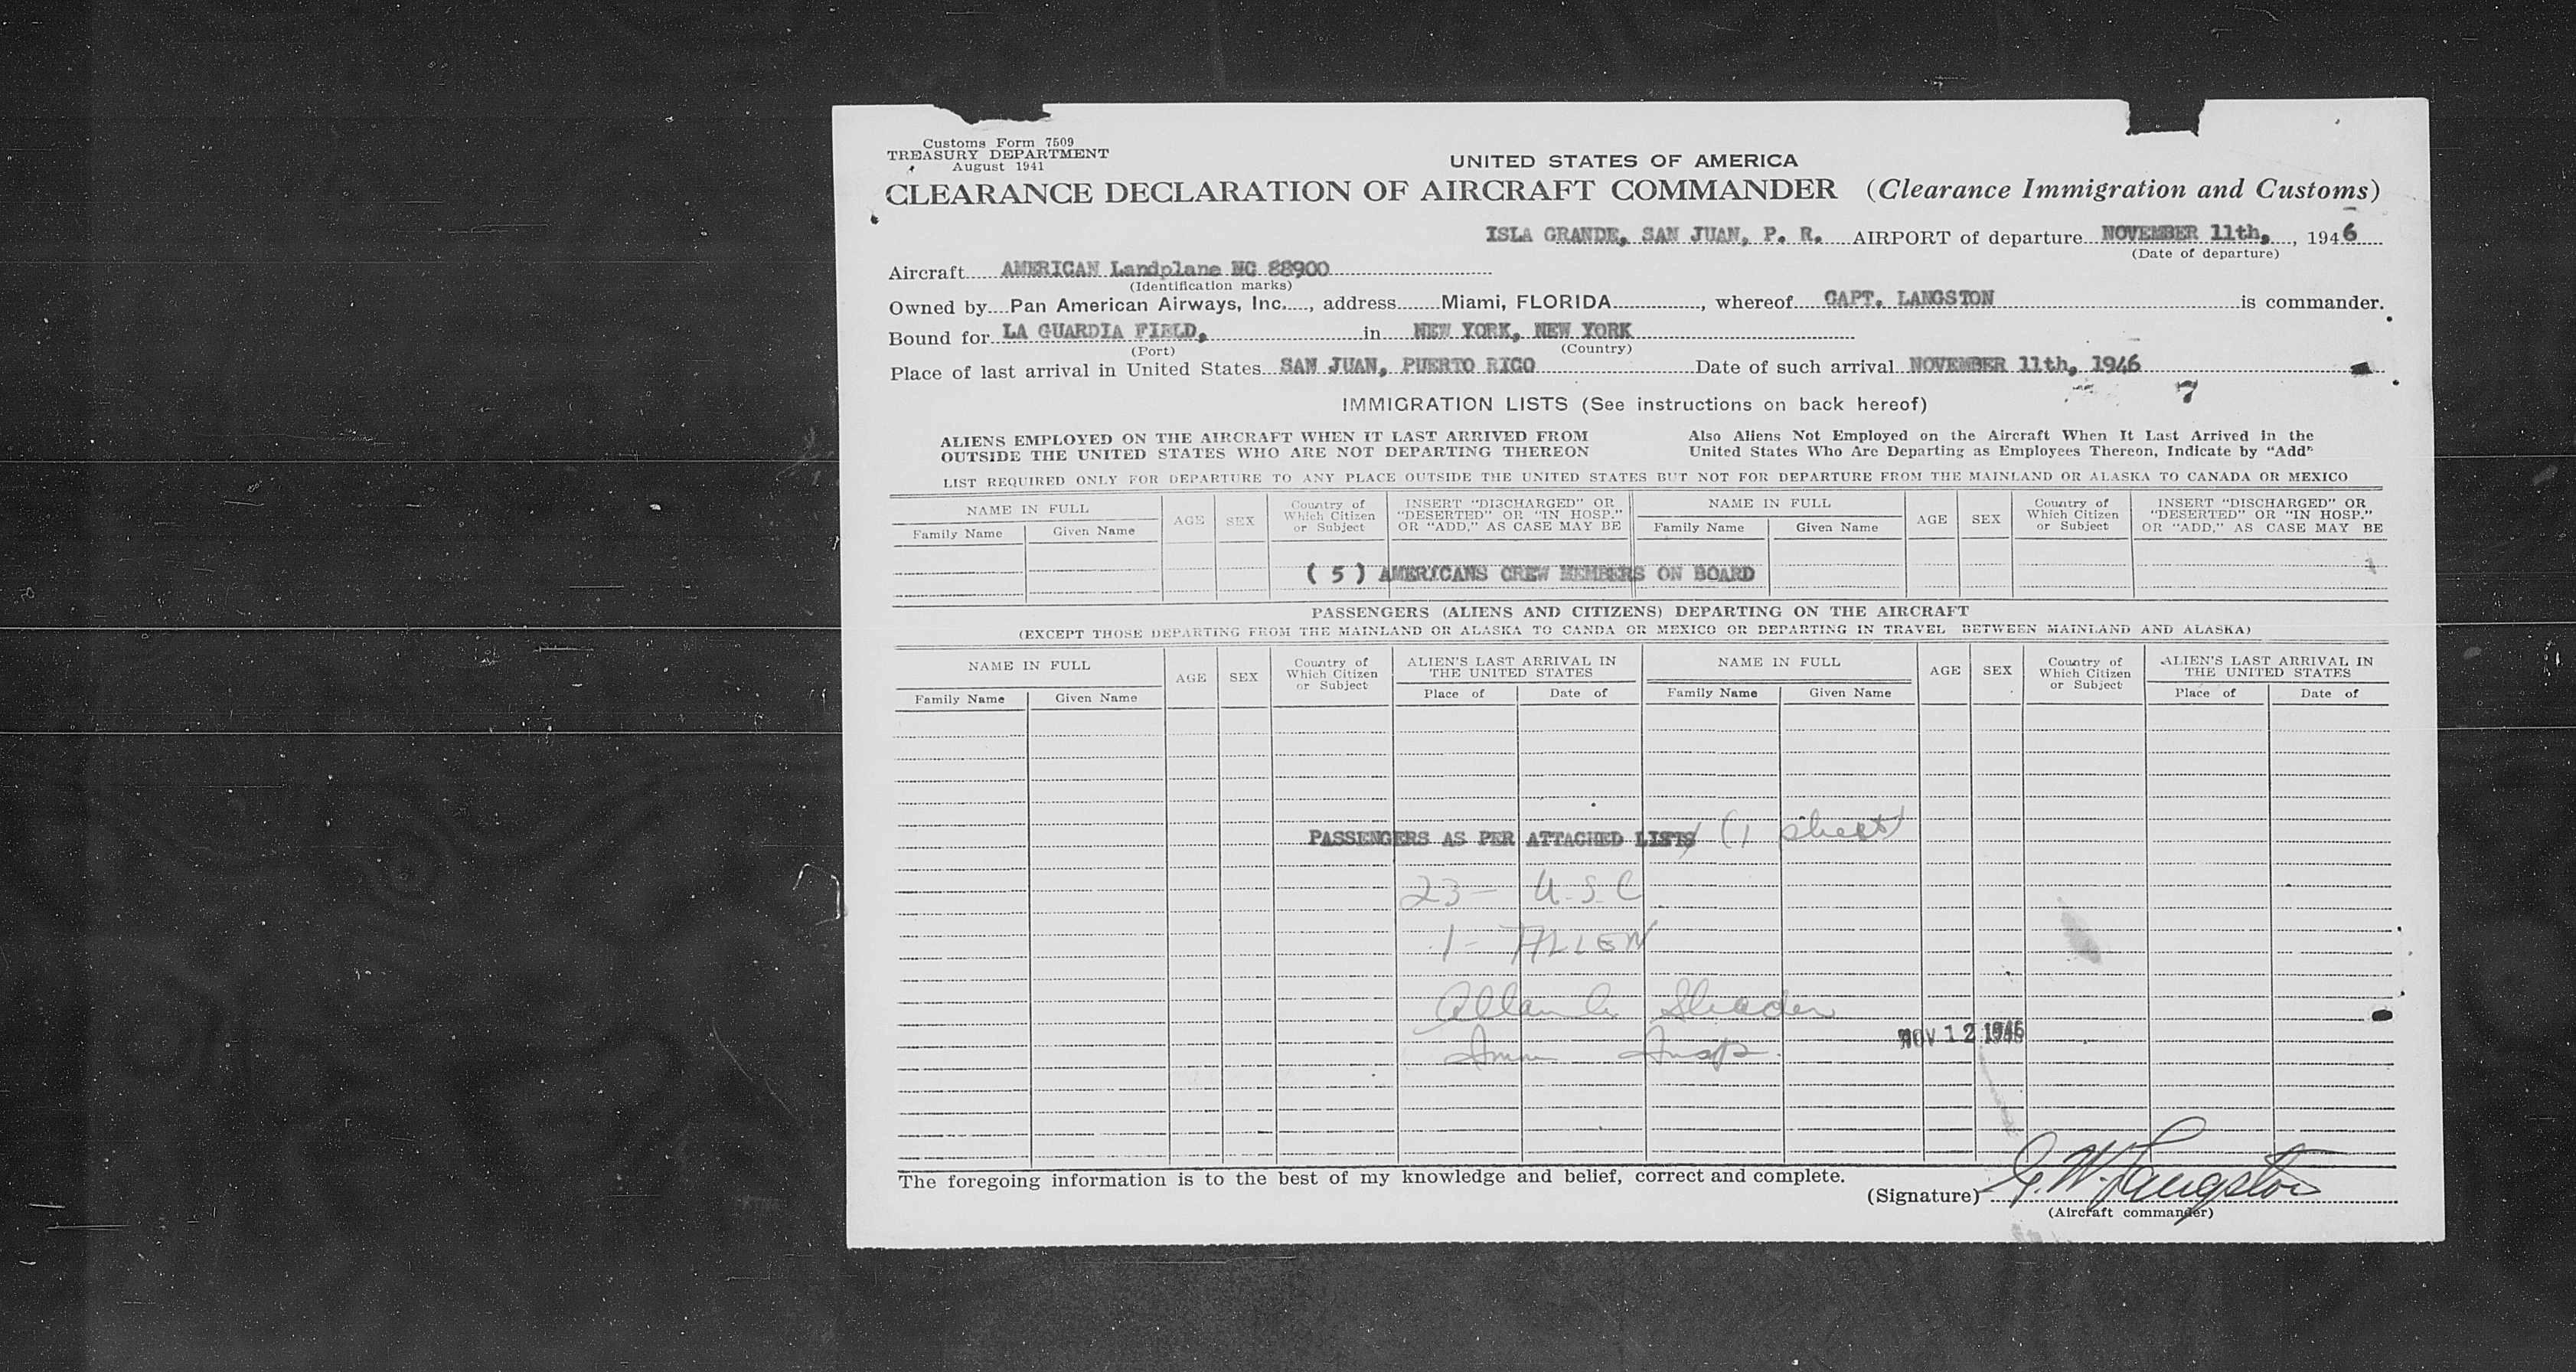 Customs Form 7509
TREASURY DEPARTMENT
August 1941
UNITED STATES OF AMERICA
CLEARANCE DECLARATION OF AIRCRAFT COMMANDER (Clearance Immigration and Customs)
ISLA GRANDE, SAN JUAN, P. R. AIRPORT of departure NOVEMBER 11th, , 1946
(Date of departure)
Aircraft AMERICAN Landplane NC 88900
(Identification marks)
Owned by Pan American Airways, Inc. , address Miami, FLORIDA , whereof CAPT. LANGSTON is commander.
Bound for LA GUARDIA FIELD, in NEW YORK, NEW YORK
(Port) (Country)
Place of last arrival in United States SAN JUAN, PUERTO RICO Date of such arrival NOVEMBER 11th, 1946
7
IMMIGRATION LISTS (See instructions on back hereof)
ALIENS EMPLOYED ON THE AIRCRAFT WHEN IT LAST ARRIVED FROM OUTSIDE THE UNITED STATES WHO ARE NOT DEPARTING THEREON
Also Aliens Not Employed on the Aircraft When It Last Arrived in the United States Who Are Departing as Employees Thereon, Indicate by "Add"
LIST REQUIRED ONLY FOR DEPARTURE TO ANY PLACE OUTSIDE THE UNITED STATES BUT NOT FOR DEPARTURE FROM THE MAINLAND OR ALASKA TO CANADA OR MEXICO
NAME IN FULL AGE SEX Country of Which Citizen or Subject INSERT "DISCHARGED" OR "DESERTED" OR "IN HOSP." OR "ADD," AS CASE MAY BE NAME IN FULL AGE SEX Country of Which Citizen or Subject INSERT "DISCHARGED" OR "DESERTED" OR "IN HOSP." OR "ADD," AS CASE MAY BE
Family Name Given Name Family Name Given Name
( 5 ) AMERICANS CREW MEMBERS ON BOARD
PASSENGERS (ALIENS AND CITIZENS) DEPARTING ON THE AIRCRAFT
(EXCEPT THOSE DEPARTING FROM THE MAINLAND OR ALASKA TO CANDA OR MEXICO OR DEPARTING IN TRAVEL BETWEEN MAINLAND AND ALASKA)
NAME IN FULL AGE SEX Country of Which Citizen or Subject ALIEN'S LAST ARRIVAL IN THE UNITED STATES NAME IN FULL AGE SEX Country of Which Citizen or Subject ALIEN'S LAST ARRIVAL IN THE UNITED STATES
Family Name Given Name Place of Date of Family Name Given Name Place of Date of
PASSENGERS AS PER ATTACHED LISTS (1 sheet)
23 - U.S.C
1 - ALIEN
Allan
Imm Insp.
NOV 12 1946
The foregoing information is to the best of my knowledge and belief, correct and complete.
(Signature) G. W. Langston
(Aircraft commander)